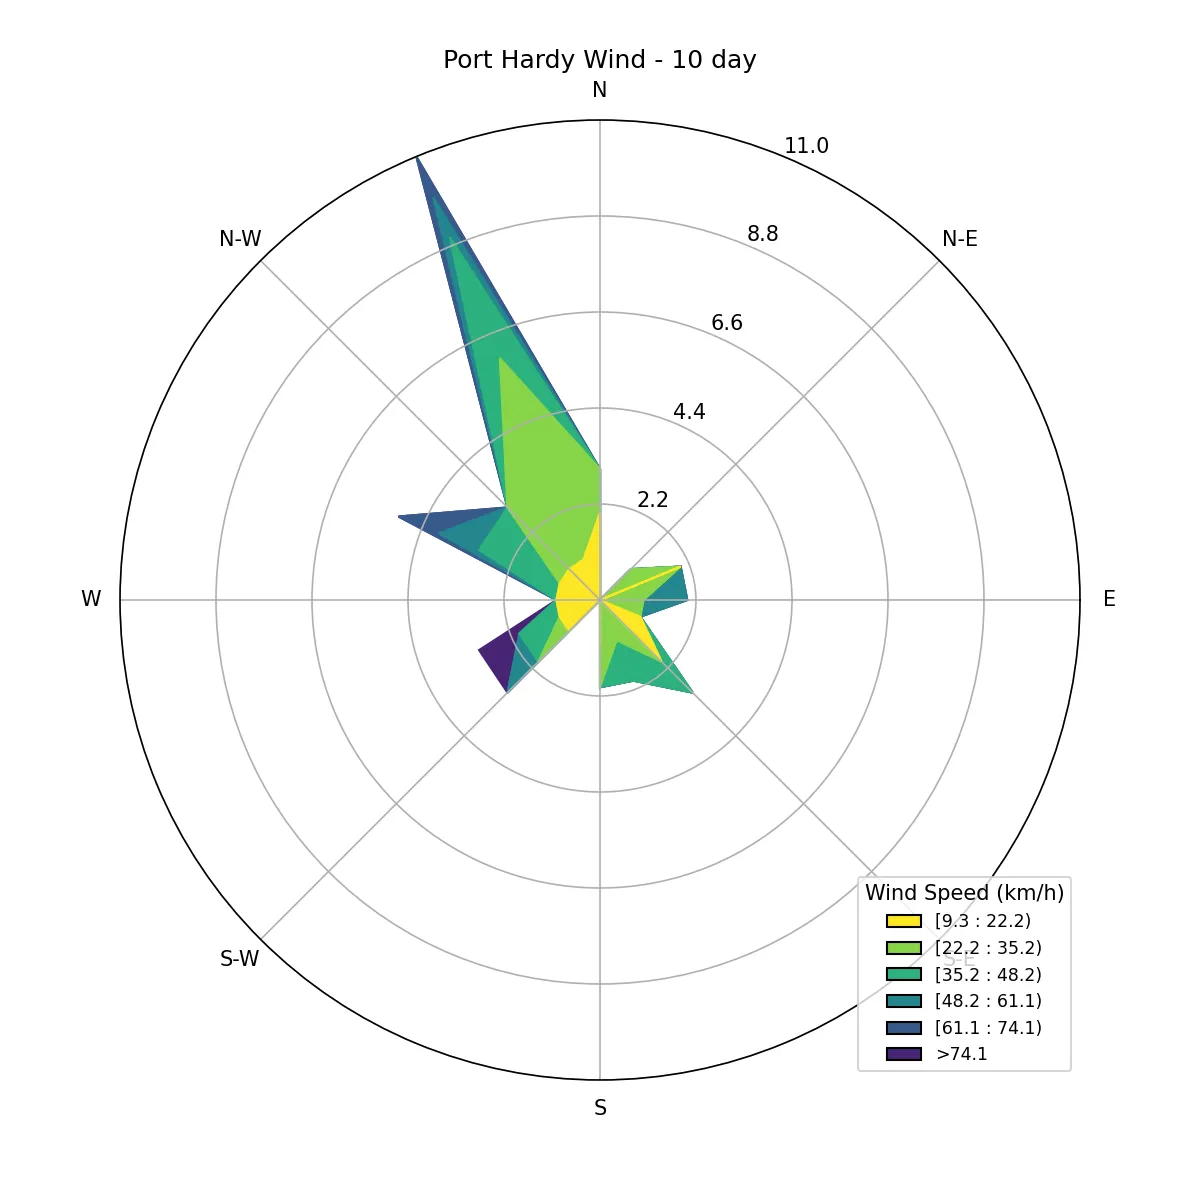 Port Hardy Wind - 10 day
N
11.0
N-W
8.8
N-E
6.6
4.4
2.2
W
E
S-W
S-E
S
Wind Speed (km/h)
[9.3 : 22.2)
[22.2 : 35.2)
[35.2 : 48.2)
[48.2 : 61.1)
[61.1 : 74.1)
>74.1